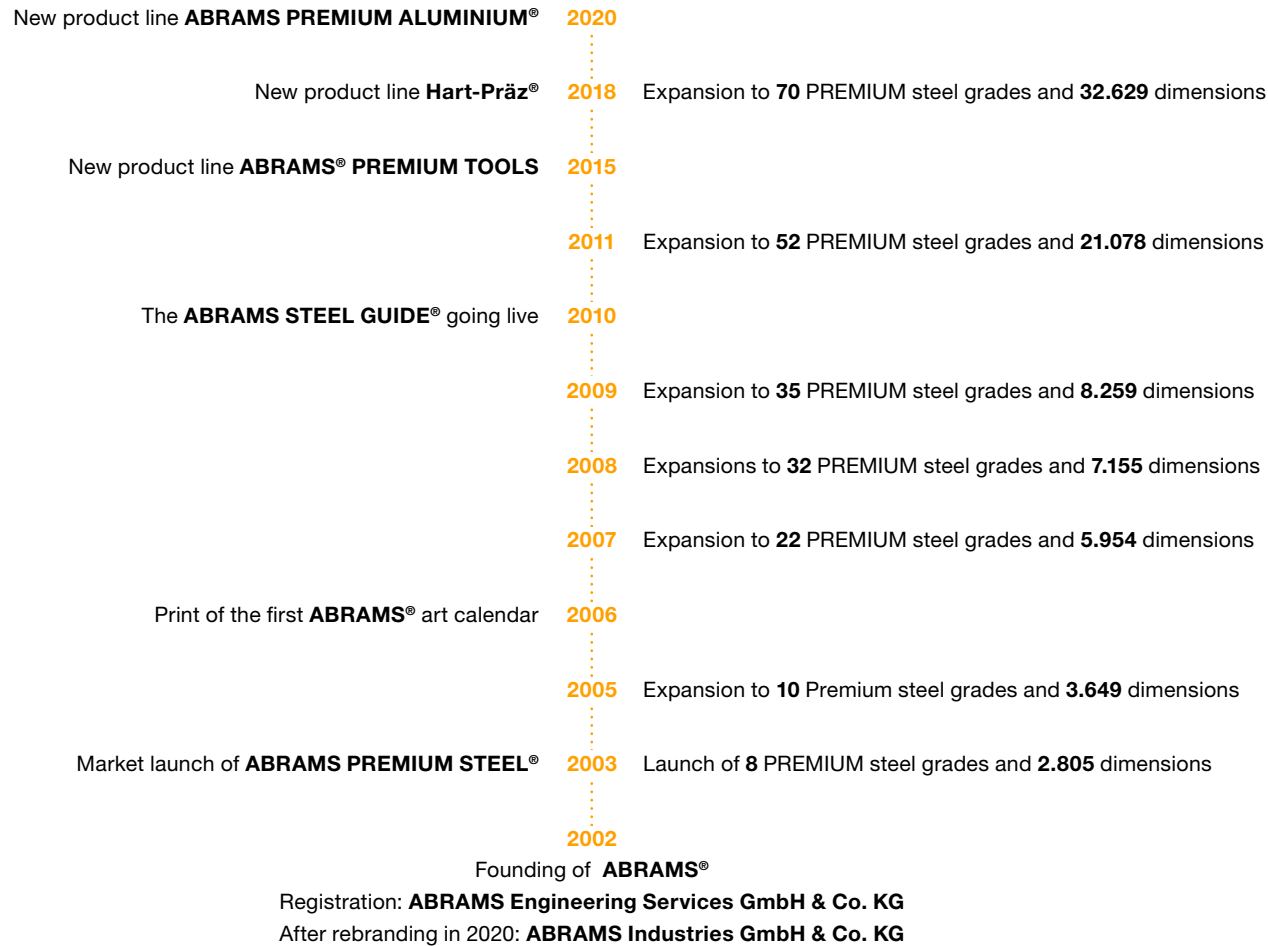 New product line ABRAMS PREMIUM ALUMINIUM® 2020
New product line Hart-Präz® 2018 Expansion to 70 PREMIUM steel grades and 32.629 dimensions
New product line ABRAMS® PREMIUM TOOLS 2015
2011 Expansion to 52 PREMIUM steel grades and 21.078 dimensions
The ABRAMS STEEL GUIDE® going live 2010
2009 Expansion to 35 PREMIUM steel grades and 8.259 dimensions
2008 Expansions to 32 PREMIUM steel grades and 7.155 dimensions
2007 Expansion to 22 PREMIUM steel grades and 5.954 dimensions
Print of the first ABRAMS® art calendar 2006
2005 Expansion to 10 Premium steel grades and 3.649 dimensions
Market launch of ABRAMS PREMIUM STEEL® 2003 Launch of 8 PREMIUM steel grades and 2.805 dimensions
2002
Founding of ABRAMS®
Registration: ABRAMS Engineering Services GmbH & Co. KG
After rebranding in 2020: ABRAMS Industries GmbH & Co. KG